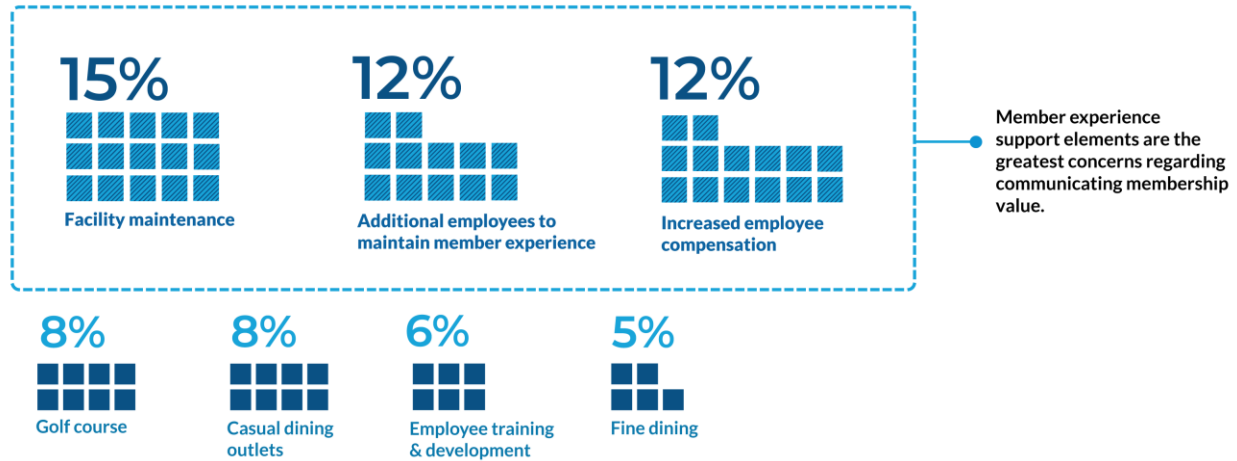 15%
12%
12%
Facility maintenance
Additional employees to
maintain member experience
Increased employee
compensation
Member experience
support elements are the
greatest concerns regarding
communicating membership
value.
8%
8%
6%
5%
Golf course
Casual dining
outlets
Employee training
& development
Fine dining